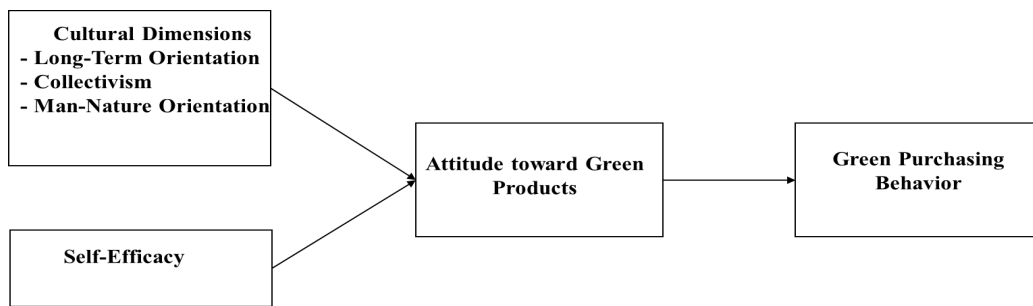 Cultural Dimensions
- Long-Term Orientation
- Collectivism
- Man-Nature Orientation
Attitude toward Green
Products
Green Purchasing
Behavior
Self-Efficacy